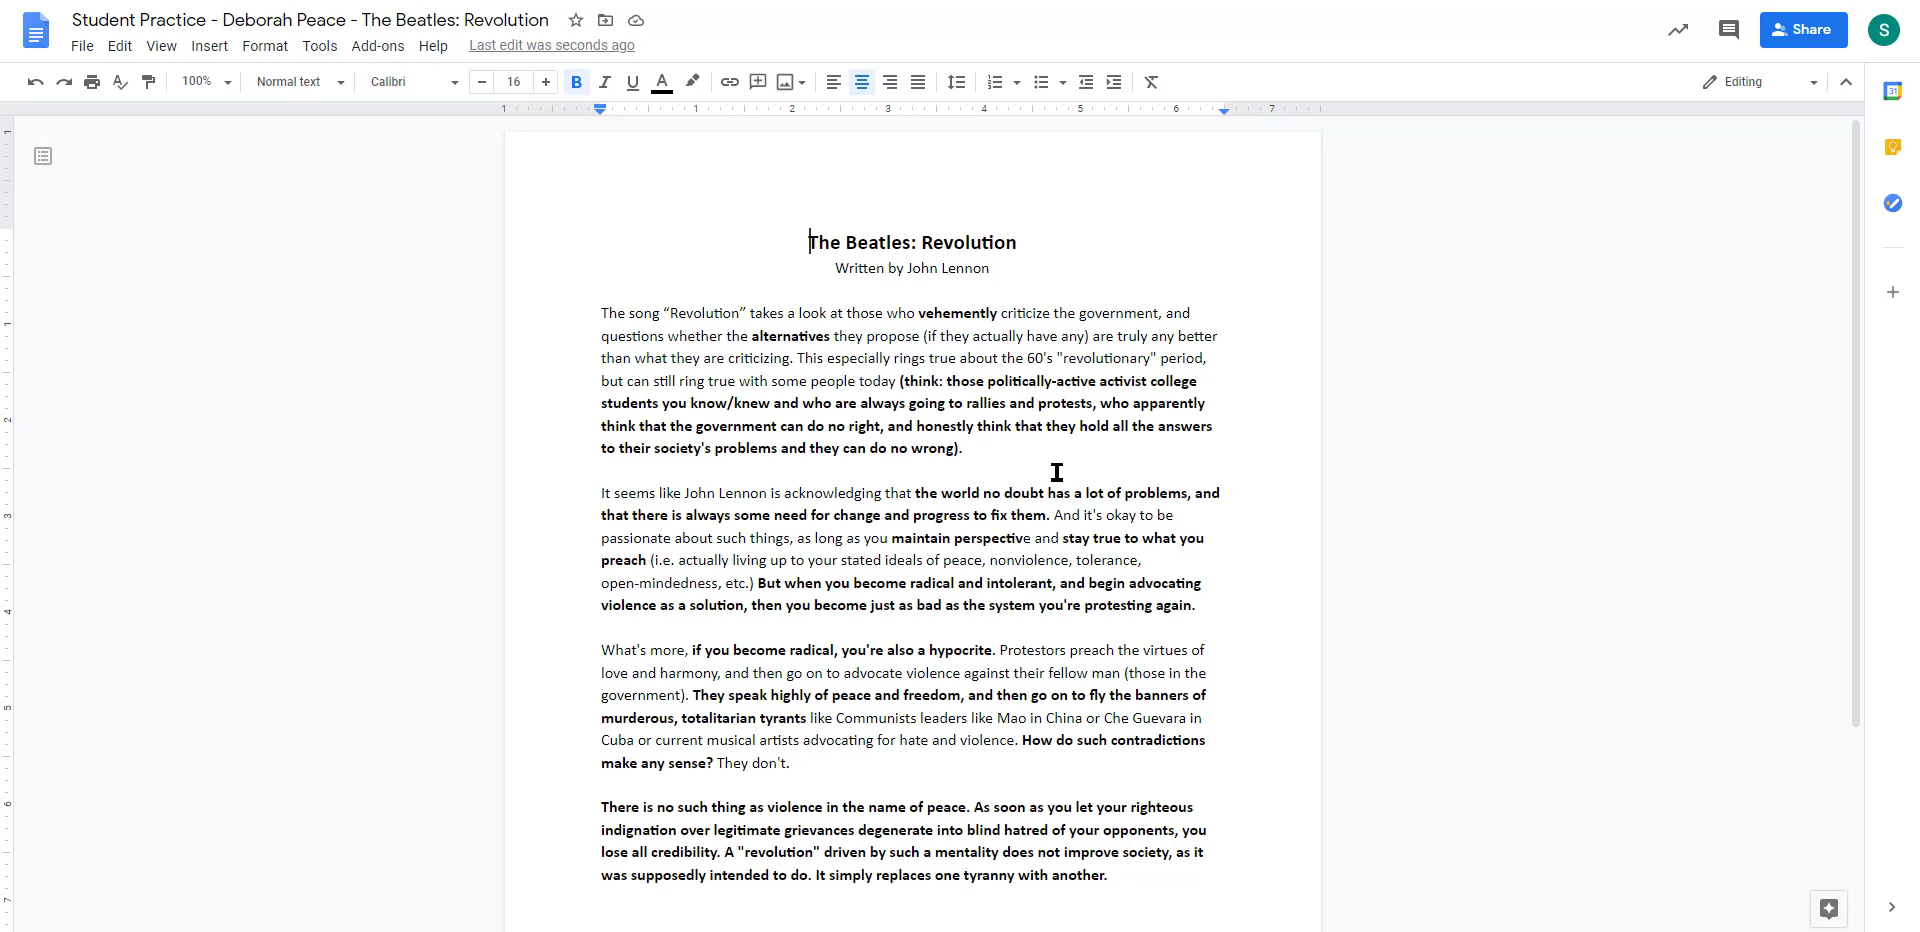 Student Practice - Deborah Peace - The Beatles: Revolution
File Edit View Insert Format Tools Add-ons Help Last edit was seconds ago
Share
S
100% Normal text Calibri 16 B I U A Editing
1 1 2 3 4 5 6 7
31
1
1
2
3
4
5
6
7
The Beatles: Revolution
Written by John Lennon
The song “Revolution” takes a look at those who vehemently criticize the government, and
questions whether the alternatives they propose (if they actually have any) are truly any better
than what they are criticizing. This especially rings true about the 60's "revolutionary" period,
but can still ring true with some people today (think: those politically-active activist college
students you know/knew and who are always going to rallies and protests, who apparently
think that the government can do no right, and honestly think that they hold all the answers
to their society's problems and they can do no wrong).
It seems like John Lennon is acknowledging that the world no doubt has a lot of problems, and
that there is always some need for change and progress to fix them. And it's okay to be
passionate about such things, as long as you maintain perspective and stay true to what you
preach (i.e. actually living up to your stated ideals of peace, nonviolence, tolerance,
open-mindedness, etc.) But when you become radical and intolerant, and begin advocating
violence as a solution, then you become just as bad as the system you're protesting again.
What's more, if you become radical, you're also a hypocrite. Protestors preach the virtues of
love and harmony, and then go on to advocate violence against their fellow man (those in the
government). They speak highly of peace and freedom, and then go on to fly the banners of
murderous, totalitarian tyrants like Communists leaders like Mao in China or Che Guevara in
Cuba or current musical artists advocating for hate and violence. How do such contradictions
make any sense? They don't.
There is no such thing as violence in the name of peace. As soon as you let your righteous
indignation over legitimate grievances degenerate into blind hatred of your opponents, you
lose all credibility. A "revolution" driven by such a mentality does not improve society, as it
was supposedly intended to do. It simply replaces one tyranny with another.